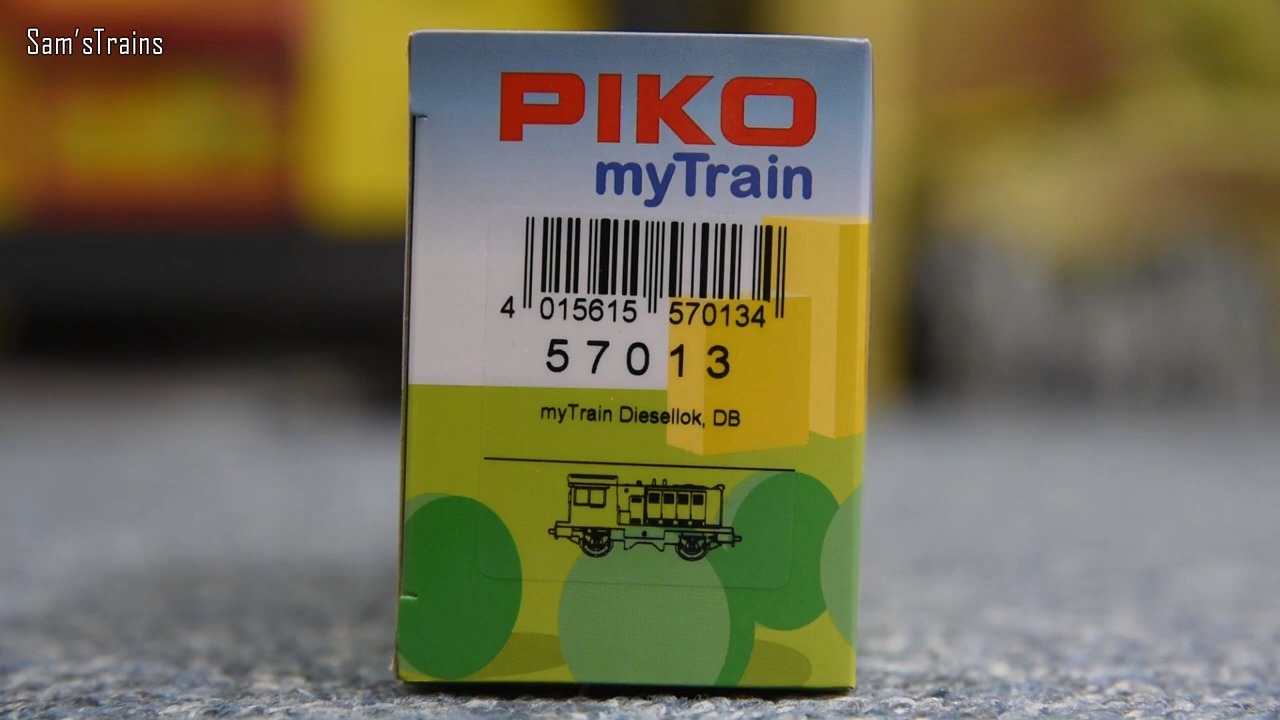 Sam'sTrains
PIKO
myTrain
4 015615 570134
57013
myTrain Diesellok, DB